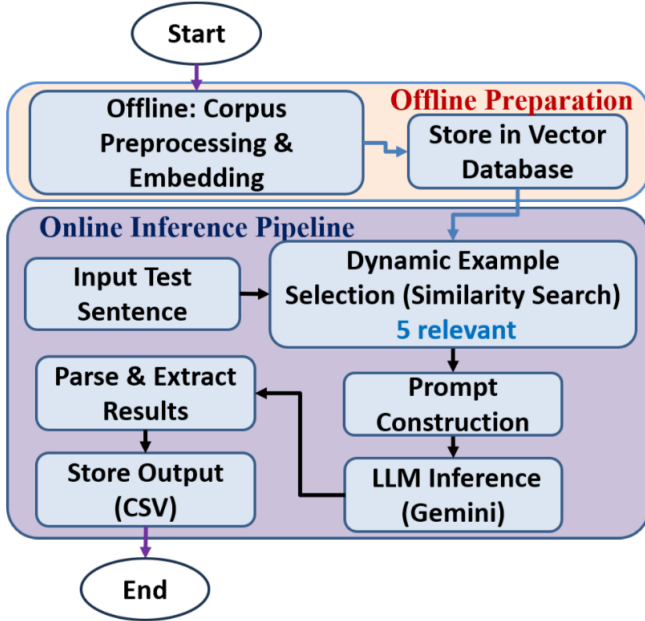 Start
Offline Preparation
Offline: Corpus
Preprocessing &
Embedding
Store in Vector
Database
Online Inference Pipeline
Input Test
Sentence
Dynamic Example
Selection (Similarity Search)
5 relevant
Prompt
Construction
LLM Inference
(Gemini)
Parse & Extract
Results
Store Output
(CSV)
End